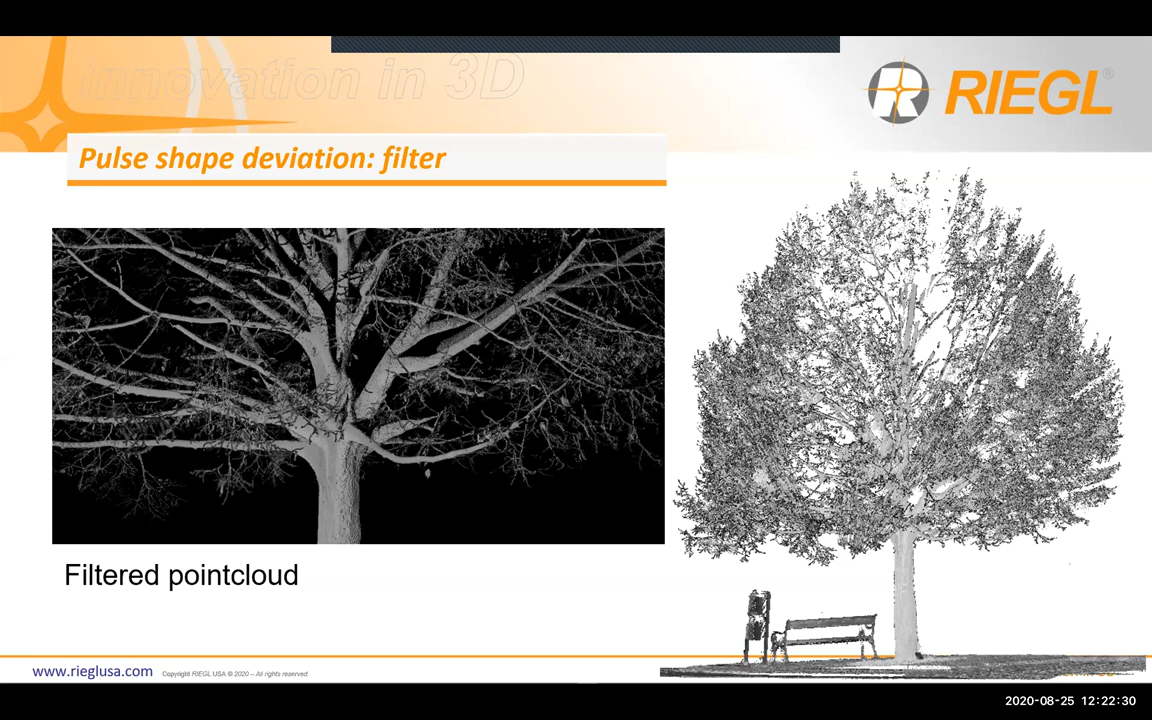 Innovation in 3D
RIEGL®
Pulse shape deviation: filter
Filtered pointcloud
www.rieglusa.com
Copyright RIEGL USA © 2020 – All rights reserved.
2020-08-25 12:22:30